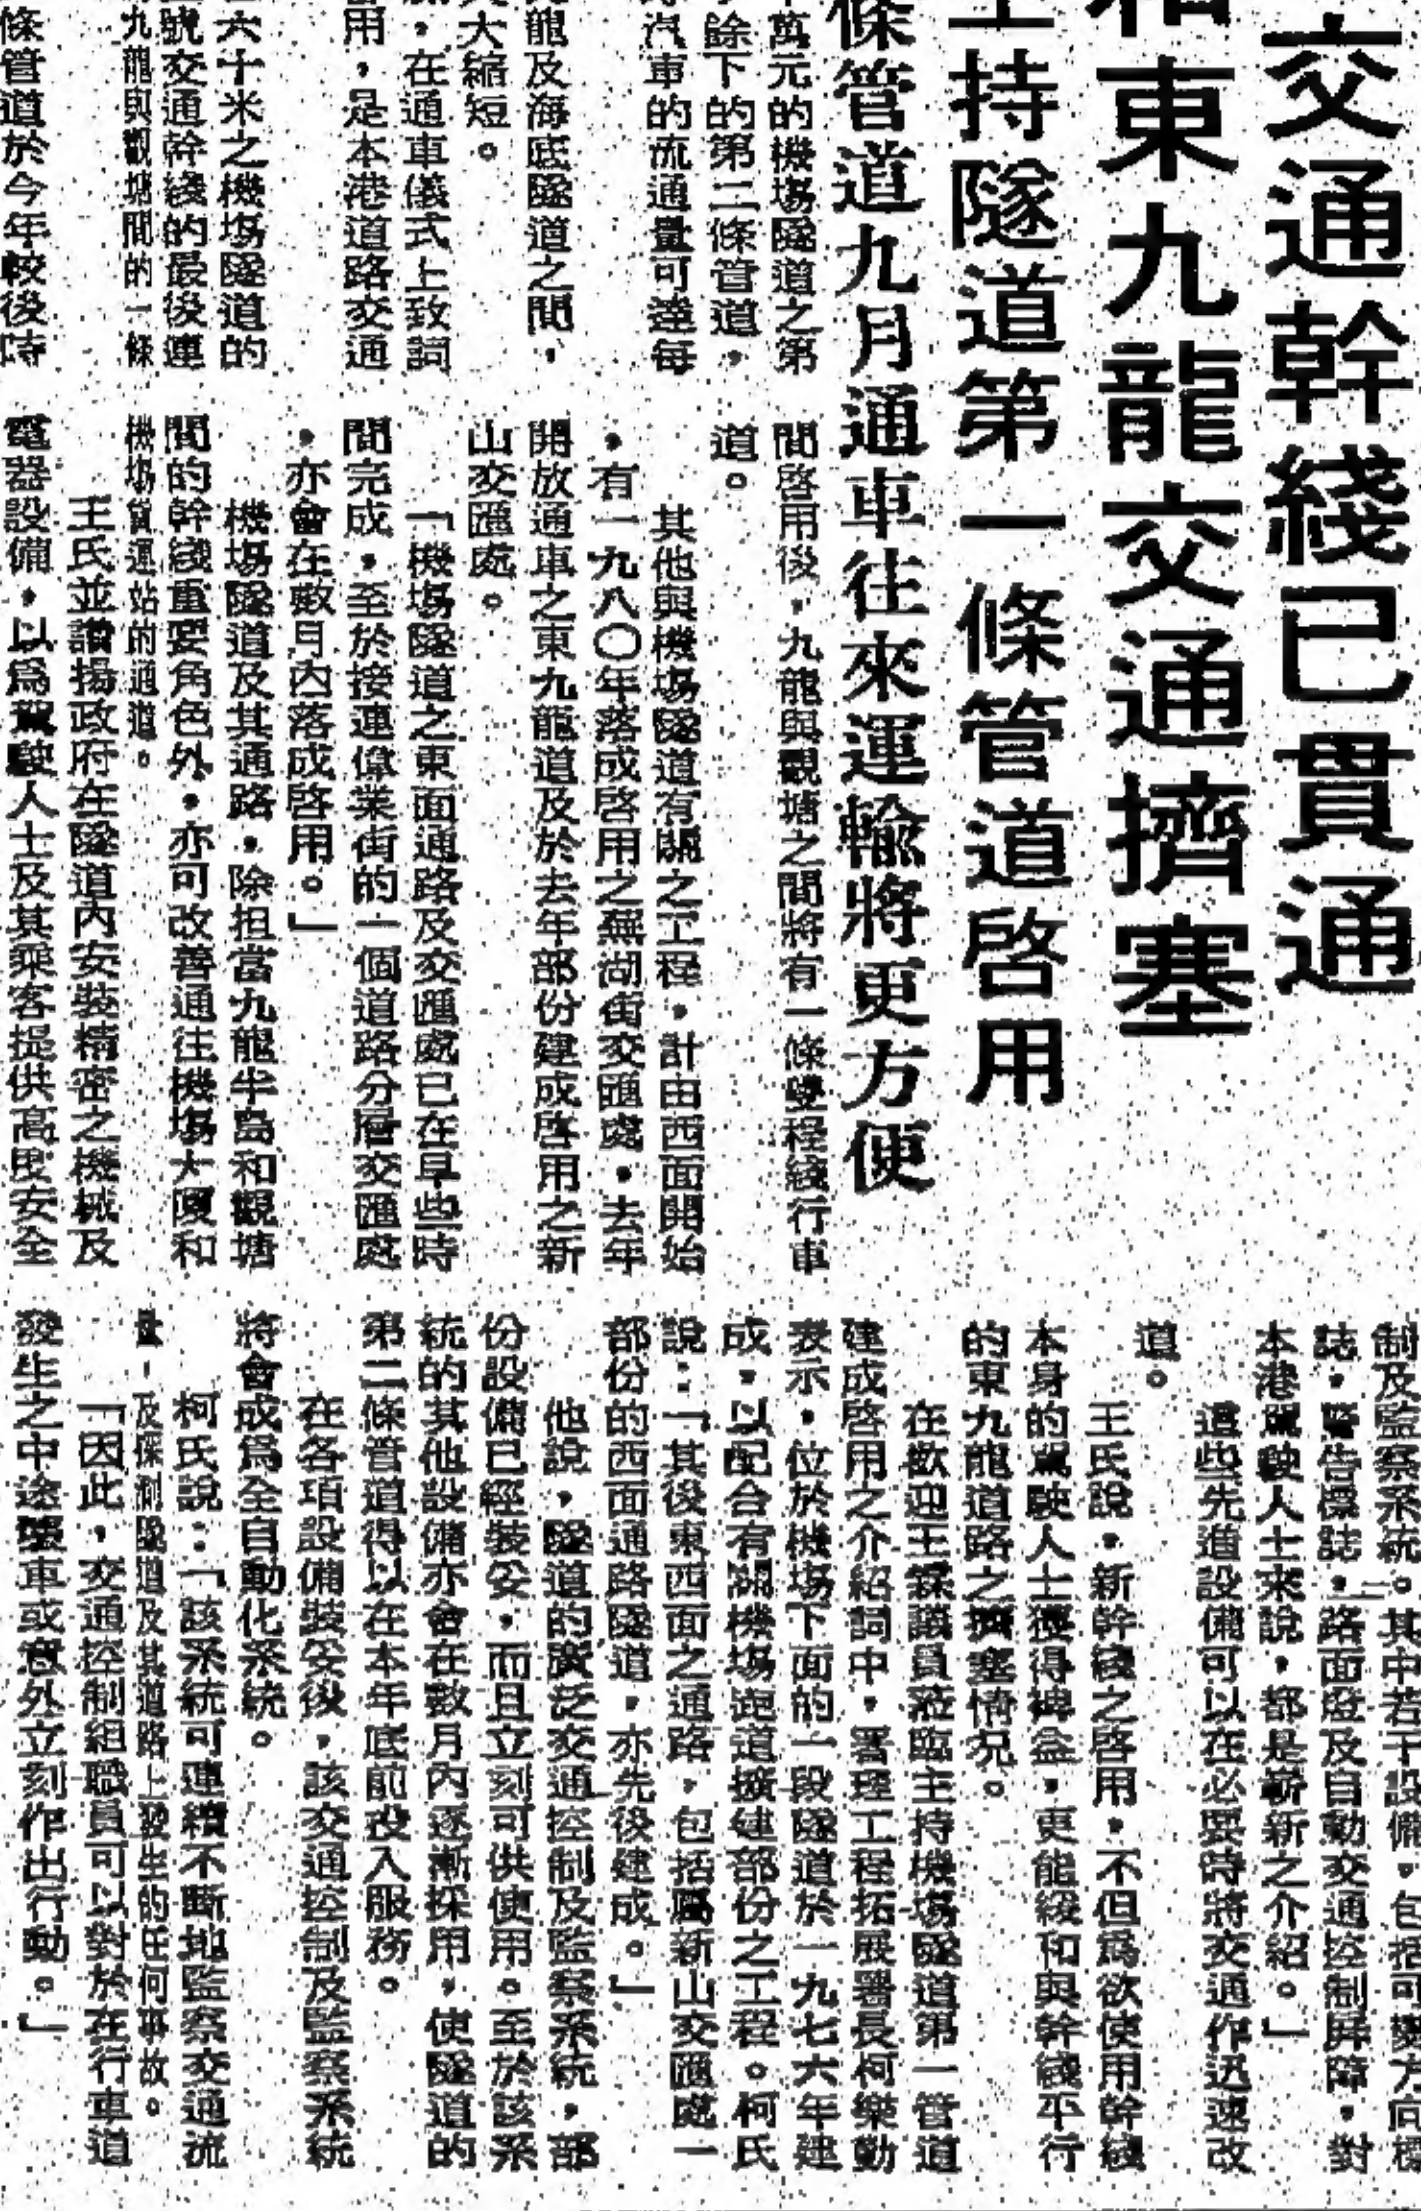 交通幹綫已貫通
和東九龍交通擠塞
主持隧道第一條管道啓用
條管道九月通車往來運輸將更方便
萬元的機塲隧道之第
餘下的第二條管道，
汽車的流通量可達每
龍及海底隧道之間，
大縮短。
，在通車儀式上致詞
用，是本港道路交通
六十米之機塲隧道的
號交通幹綫的最後連
九龍與觀塘間的一條
條管道於今年較後時
間啓用後，九龍與觀塘之間將有一條雙程綫行車
道。
其他與機塲隧道有關之工程，計由西面開始
，有一九八〇年落成啓用之蕪湖街交匯處，去年
開放通車之東九龍道及於去年部份建成啓用之新
山交匯處。
「機塲隧道之東面通路及交匯處已在早些時
間完成，至於接連偉業街的一個道路分層交匯處
，亦會在數月內落成啓用。」
機塲隧道及其通路，除担當九龍半島和觀塘
間的幹綫重要角色外，亦可改善通往機塲大廈和
機塲貨運站的通道。
王氏並讚揚政府在隧道內安裝精密之機械及
電器設備，以爲駕駛人士及其乘客提供高度安全
制及監察系統。其中若干設備，包括可變方向標
誌，警告標誌，路面燈及自動交通控制屏障，對
本港駕駛人士來說，都是嶄新之介紹。」
這些先進設備可以在必要時將交通作迅速改
道。
王氏說，新幹綫之啓用，不但爲欲使用幹綫
本身的駕駛人士獲得裨益，更能緩和與幹綫平行
的東九龍道路之擠塞情況。
在歡迎王霖議員蒞臨主持機塲隧道第一管道
建成啓用之介紹詞中，署理工程拓展署長柯樂勤
表示，位於機塲下面的一段隧道於一九七六年建
成，以配合有關機塲跑道擴建部份之工程。柯氏
說：「其後東西面之通路，包括屬新山交匯處一
部份的西面通路隧道，亦先後建成。」
他說，隧道的廣泛交通控制及監察系統，部
份設備已經裝妥，而且立刻可供使用。至於該系
統的其他設備亦會在數月內逐漸採用，使隧道的
第二條管道得以在本年底前投入服務。
在各項設備裝妥後，該交通控制及監察系統
將會成爲全自動化系統。
柯氏說：「該系統可連續不斷地監察交通流
量，及探測隧道及其道路上發生的任何事故。
「因此，交通控制組職員可以對於在行車道
發生之中途壞車或意外立刻作出行動。」